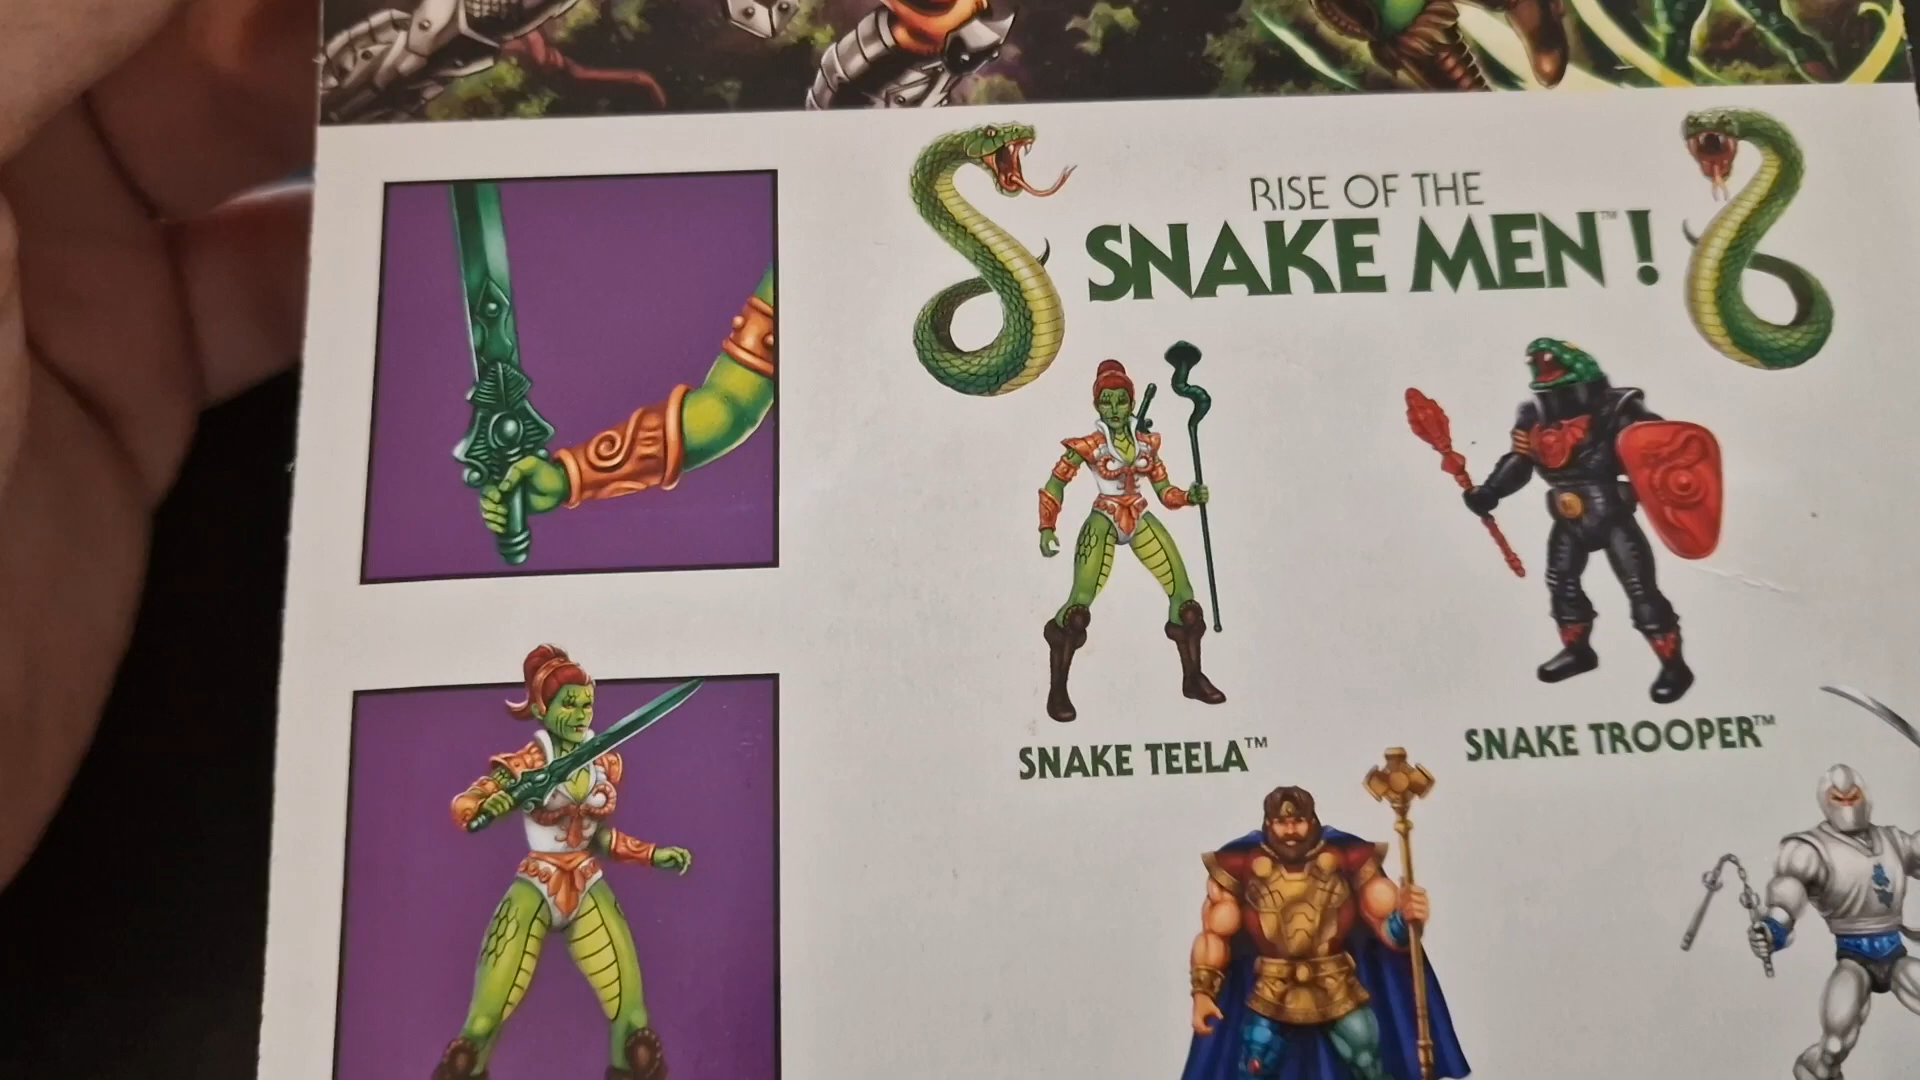 RISE OF THE
SNAKE MEN™!
SNAKE TEELA™
SNAKE TROOPER™